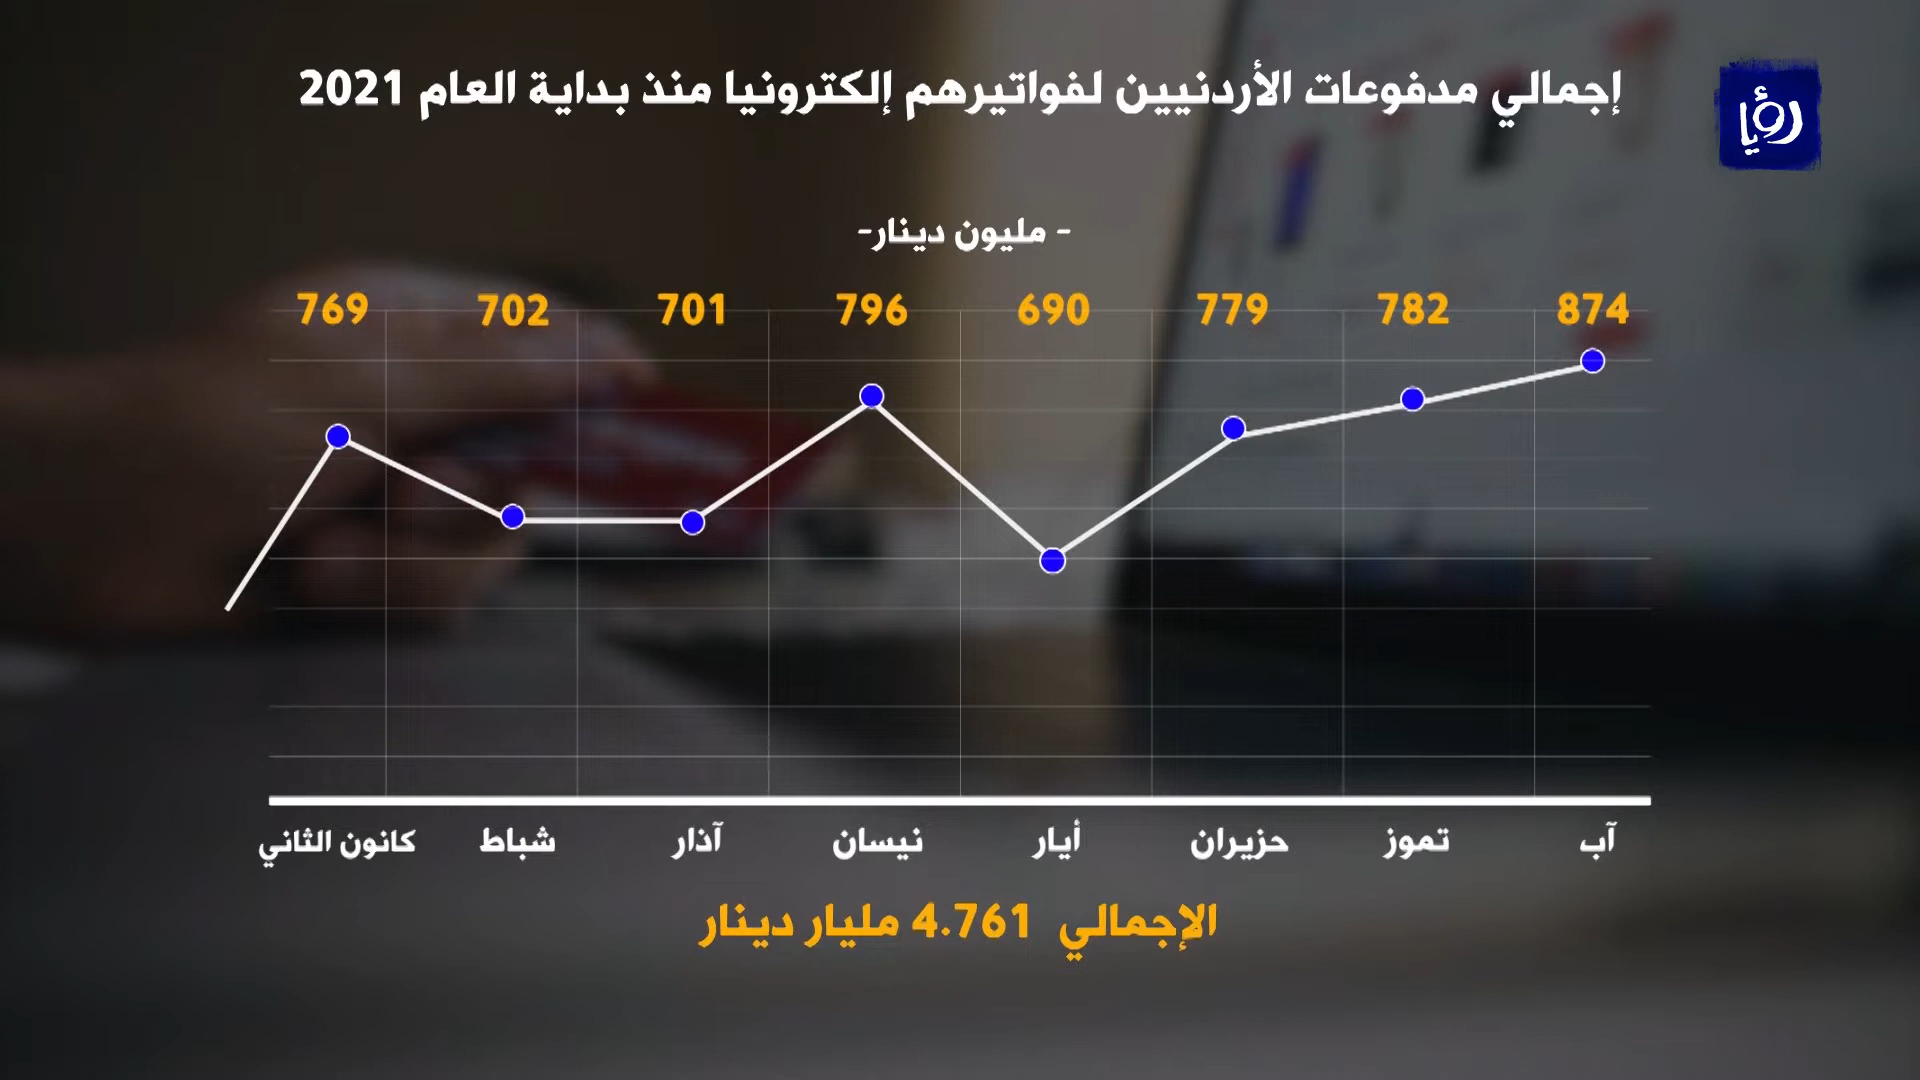 إجمالي مدفوعات الأردنيين لفواتيرهم إلكترونيا منذ بداية العام 2021
رؤيا
- مليون دينار-
769 702 701 796 690 779 782 874
كانون الثاني شباط آذار نيسان أيار حزيران تموز آب
الإجمالي 4.761 مليار دينار